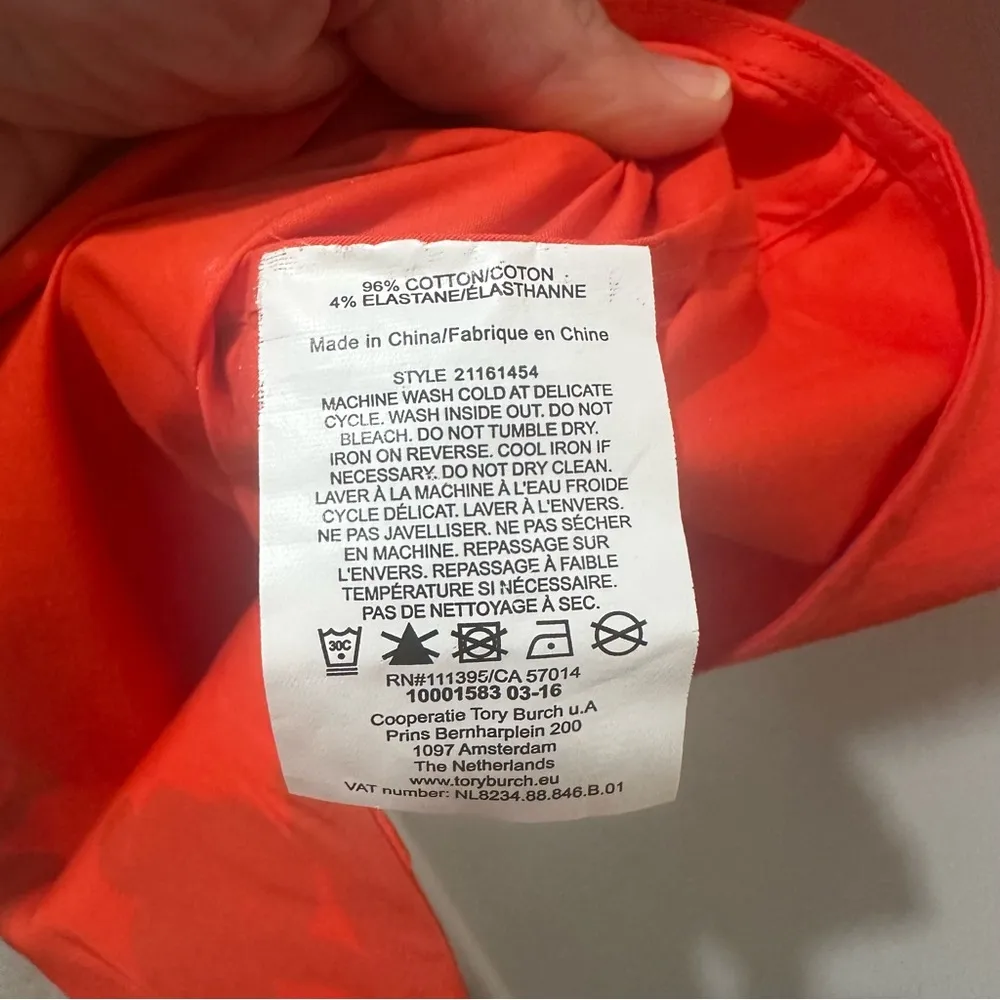 96% COTTON/COTON
4% ELASTANE/ÉLASTHANNE
Made in China/Fabrique en Chine
STYLE 21161454
MACHINE WASH COLD AT DELICATE
CYCLE. WASH INSIDE OUT. DO NOT
BLEACH. DO NOT TUMBLE DRY.
IRON ON REVERSE. COOL IRON IF
NECESSARY. DO NOT DRY CLEAN.
LAVER À LA MACHINE À L'EAU FROIDE
CYCLE DÉLICAT. LAVER À L'ENVERS.
NE PAS JAVELLISER. NE PAS SÉCHER
EN MACHINE. REPASSAGE SUR
L'ENVERS. REPASSAGE À FAIBLE
TEMPÉRATURE SI NÉCESSAIRE.
PAS DE NETTOYAGE À SEC.
30C
RN#111395/CA 57014
10001583 03-16
Cooperatie Tory Burch u.A
Prins Bernharplein 200
1097 Amsterdam
The Netherlands
www.toryburch.eu
VAT number: NL8234.88.846.B.01